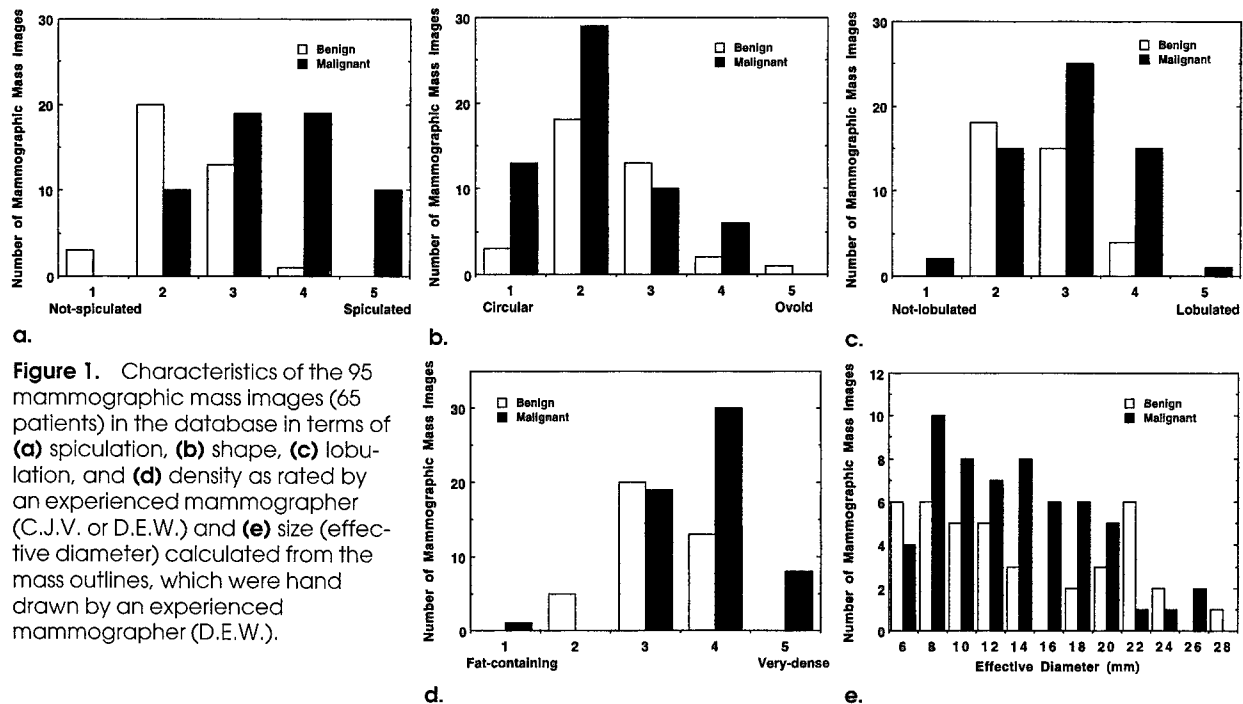 Number of Mammographic Mass Images
30
20
10
0
Benign
Malignant
1 2 3 4 5
Not-spiculated Spiculated
a.
Number of Mammographic Mass Images
30
20
10
0
Benign
Malignant
1 2 3 4 5
Circular Ovoid
b.
Number of Mammographic Mass Images
30
20
10
0
Benign
Malignant
1 2 3 4 5
Not-lobulated Lobulated
c.
Figure 1. Characteristics of the 95
mammographic mass images (65
patients) in the database in terms of
(a) spiculation, (b) shape, (c) lobu-
lation, and (d) density as rated by
an experienced mammographer
(C.J.V. or D.E.W.) and (e) size (effec-
tive diameter) calculated from the
mass outlines, which were hand
drawn by an experienced
mammographer (D.E.W.).
Number of Mammographic Mass Images
30
20
10
0
Benign
Malignant
1 2 3 4 5
Fat-containing Very-dense
d.
Number of Mammographic Mass Images
12
10
8
6
4
2
0
Benign
Malignant
6 8 10 12 14 16 18 20 22 24 26 28
Effective Diameter (mm)
e.